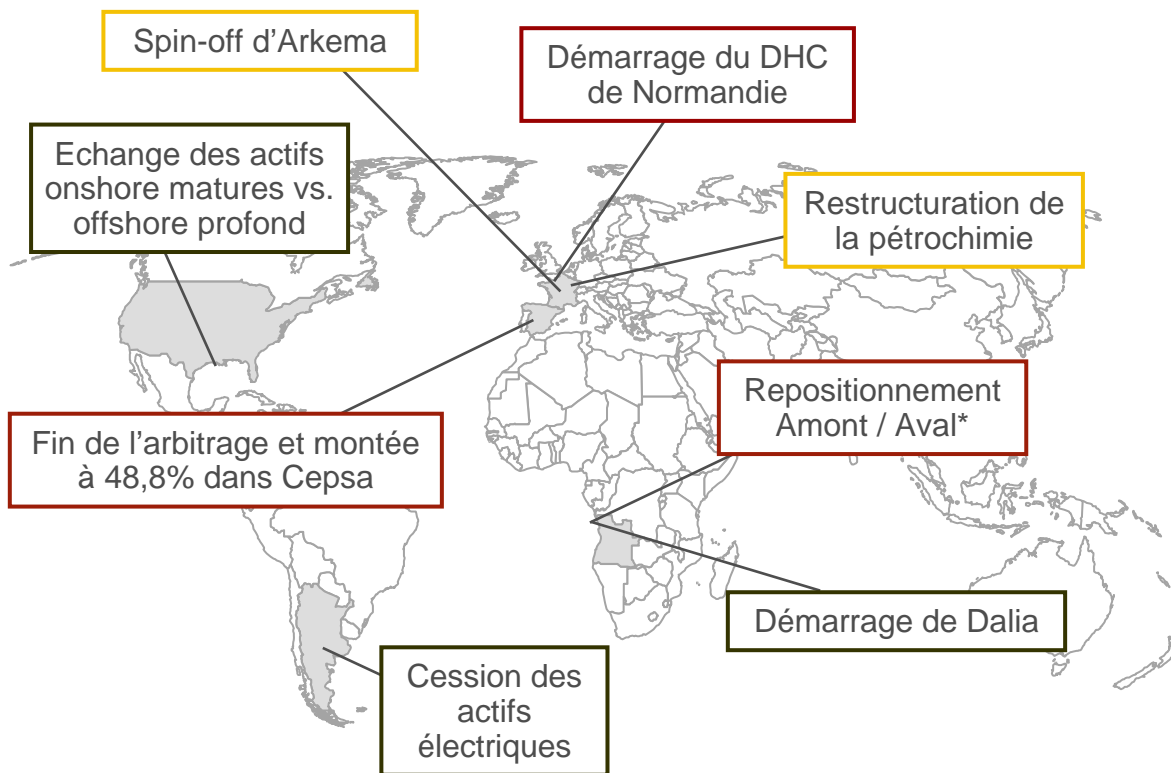 Spin-off d’Arkema
Démarrage du DHC
de Normandie
Echange des actifs
onshore matures vs.
offshore profond
Restructuration de
la pétrochimie
Repositionnement
Amont / Aval*
Fin de l’arbitrage et montée
à 48,8% dans Cepsa
Démarrage de Dalia
Cession des
actifs
électriques